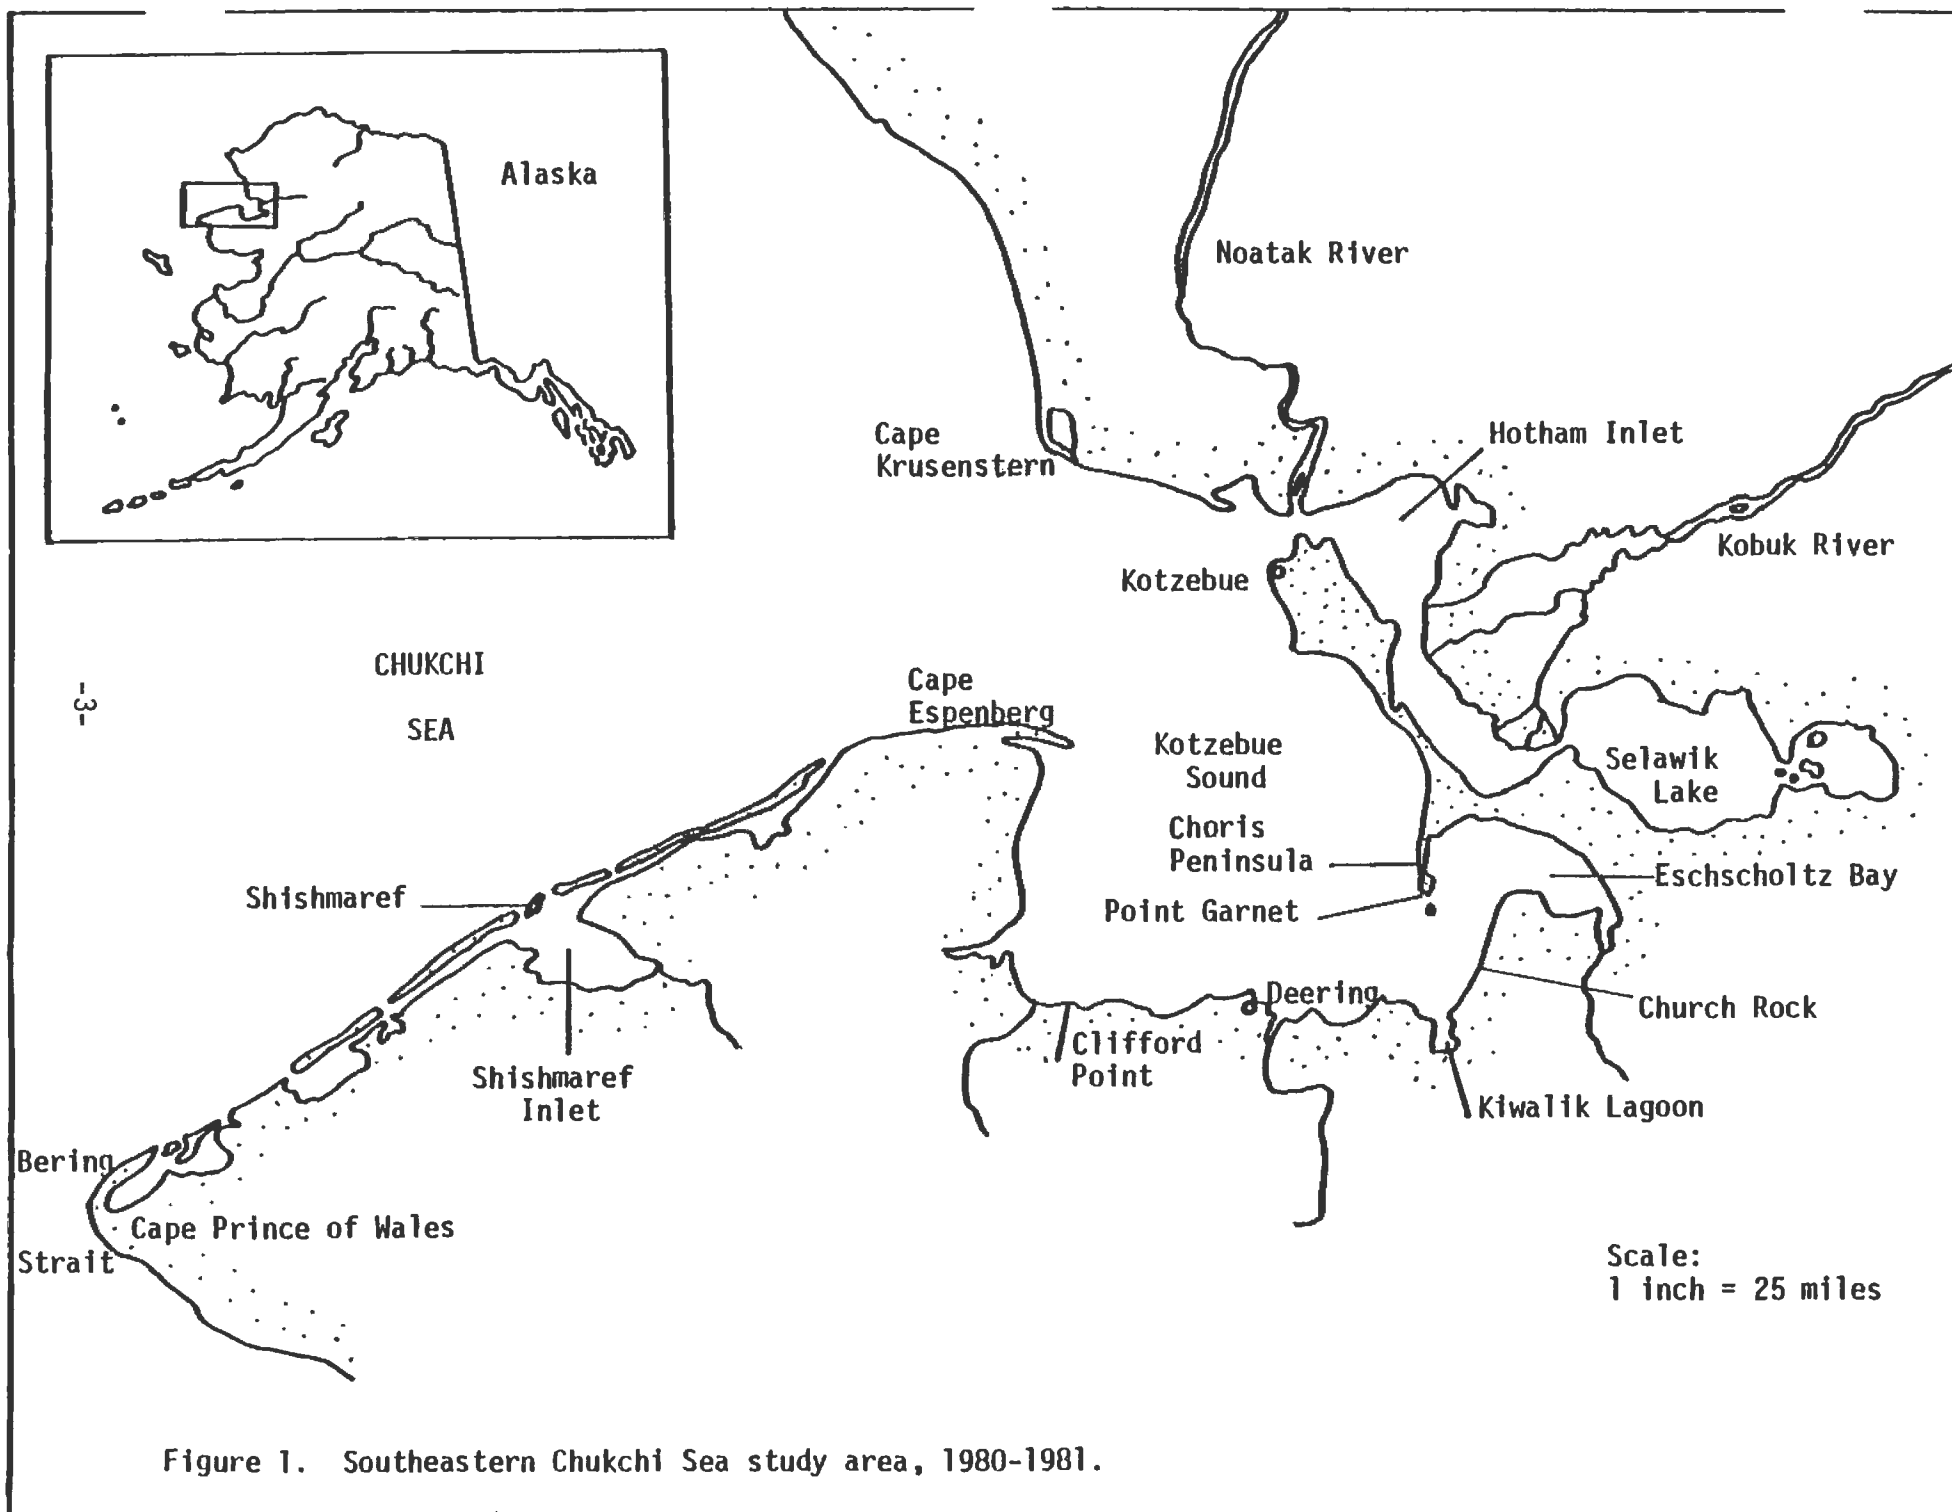 Alaska
Noatak River
Cape
Krusenstern
Hotham Inlet
Kobuk River
Kotzebue
CHUKCHI
SEA
-3-
Cape
Espenberg
Kotzebue
Sound
Selawik
Lake
Choris
Peninsula
Eschscholtz Bay
Shishmaref
Point Garnet
Deering
Church Rock
Clifford
Point
Shishmaref
Inlet
Kiwalik Lagoon
Bering
Strait
Cape Prince of Wales
Scale:
1 inch = 25 miles
Figure 1. Southeastern Chukchi Sea study area, 1980-1981.